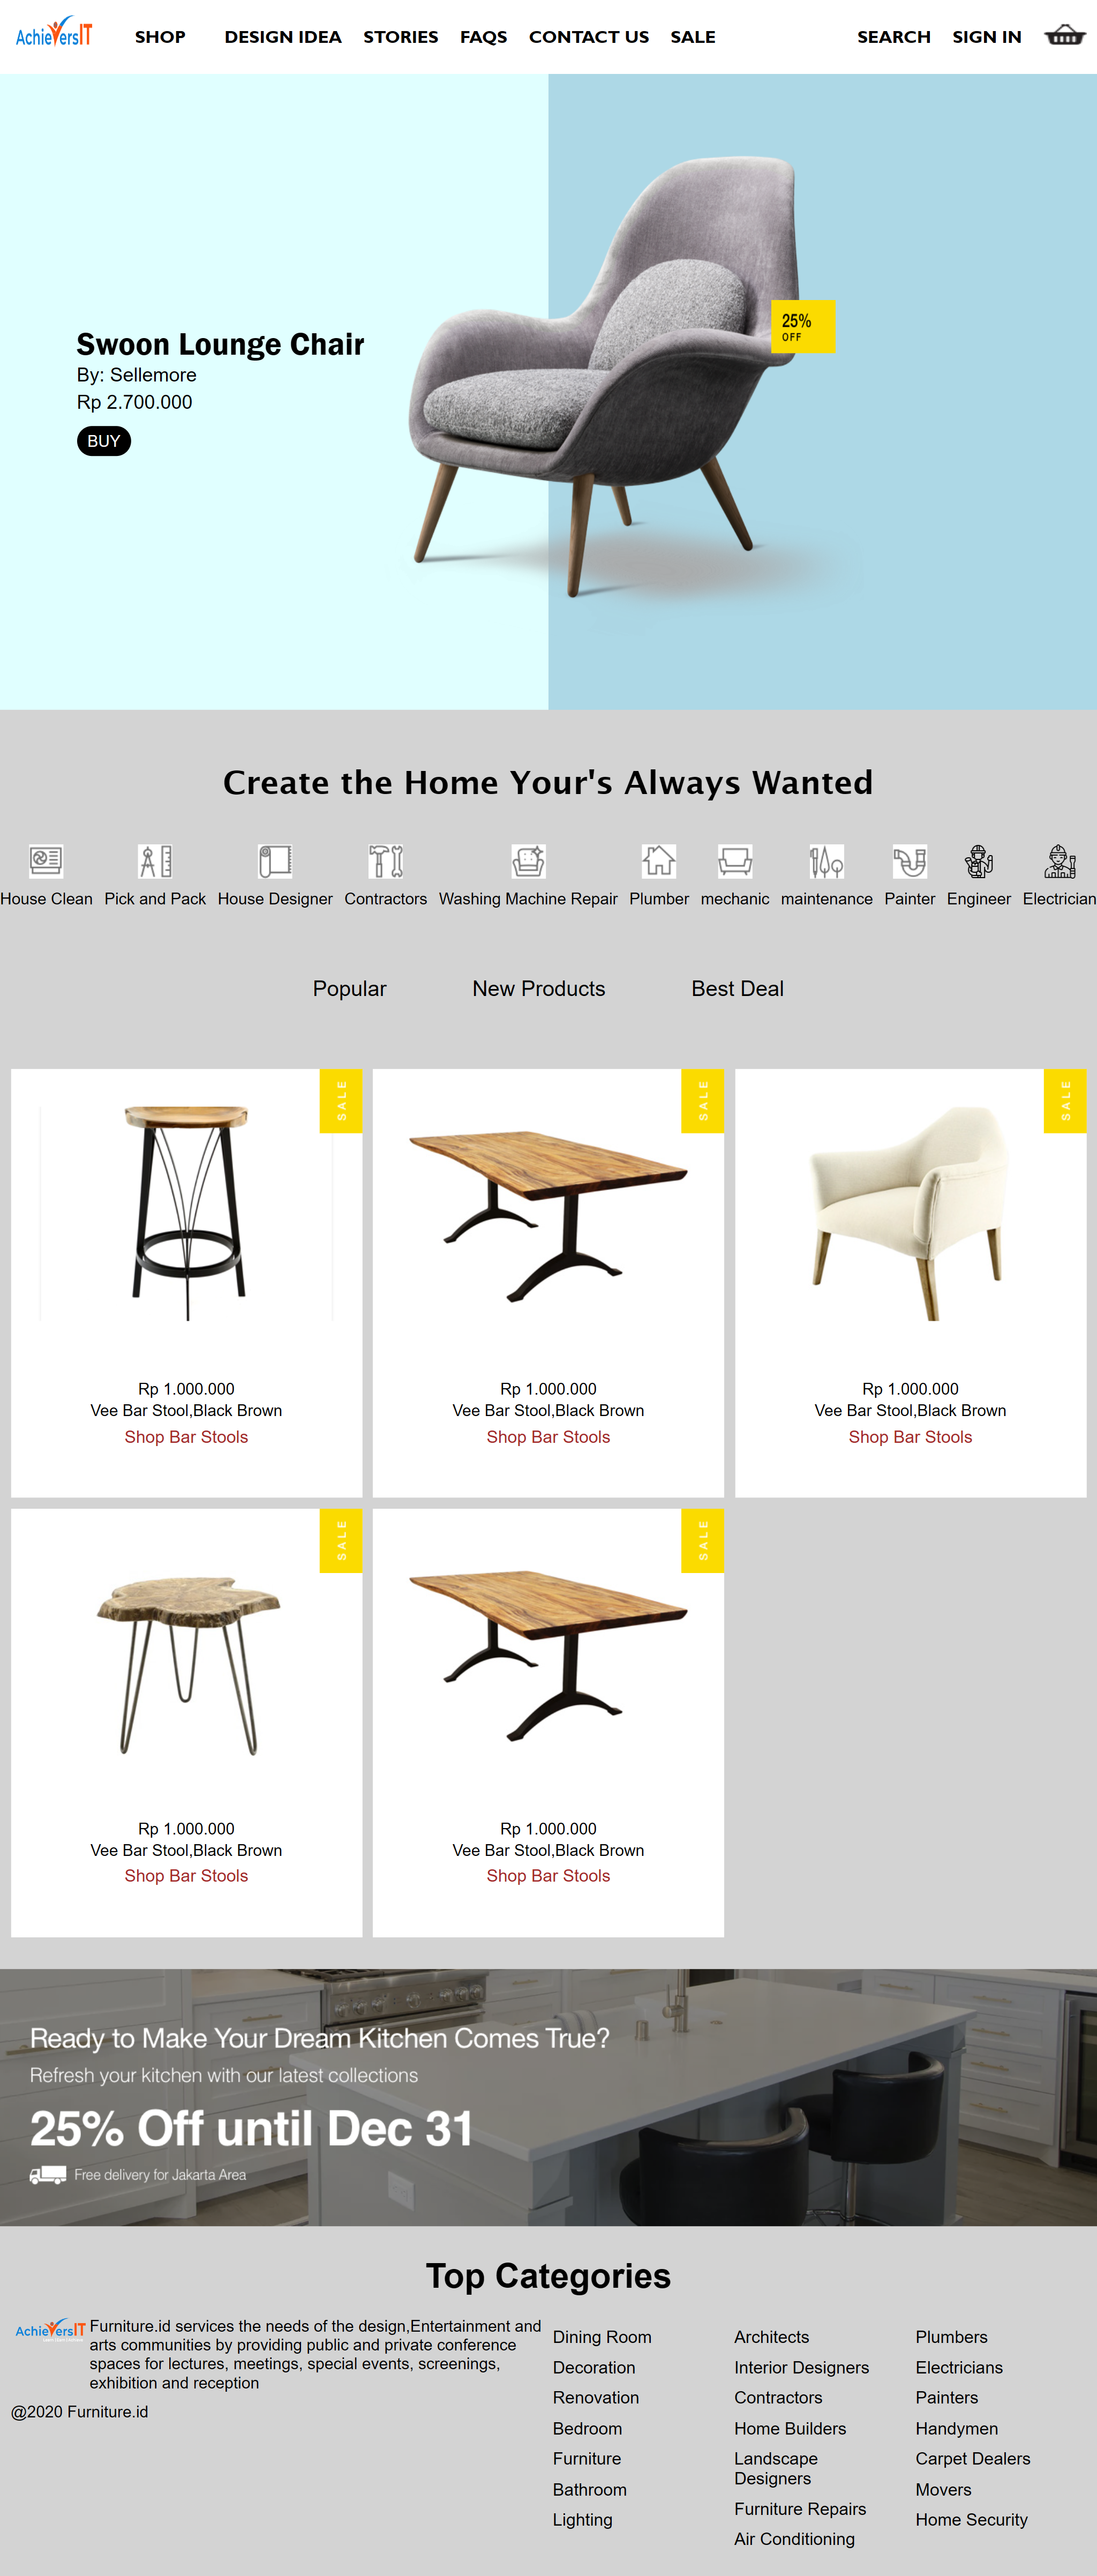 AchieversIT
SHOP
DESIGN IDEA
STORIES
FAQS
CONTACT US
SALE
SEARCH
SIGN IN
25%
OFF
Swoon Lounge Chair
By: Sellemore
Rp 2.700.000
BUY
Create the Home Your's Always Wanted
House Clean
Pick and Pack
House Designer
Contractors
Washing Machine Repair
Plumber
mechanic
maintenance
Painter
Engineer
Electrician
Popular
New Products
Best Deal
SALE
Rp 1.000.000
Vee Bar Stool,Black Brown
Shop Bar Stools
SALE
Rp 1.000.000
Vee Bar Stool,Black Brown
Shop Bar Stools
SALE
Rp 1.000.000
Vee Bar Stool,Black Brown
Shop Bar Stools
SALE
Rp 1.000.000
Vee Bar Stool,Black Brown
Shop Bar Stools
SALE
Rp 1.000.000
Vee Bar Stool,Black Brown
Shop Bar Stools
Ready to Make Your Dream Kitchen Comes True?
Refresh your kitchen with our latest collections
25% Off until Dec 31
Free delivery for Jakarta Area
Top Categories
AchieversIT
Furniture.id services the needs of the design,Entertainment and
arts communities by providing public and private conference
spaces for lectures, meetings, special events, screenings,
exhibition and reception
@2020 Furniture.id
Dining Room
Decoration
Renovation
Bedroom
Furniture
Bathroom
Lighting
Architects
Interior Designers
Contractors
Home Builders
Landscape
Designers
Furniture Repairs
Air Conditioning
Plumbers
Electricians
Painters
Handymen
Carpet Dealers
Movers
Home Security